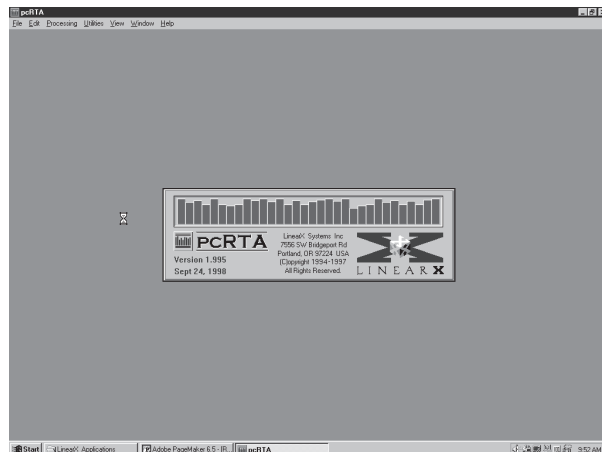 pcRTA
File Edit Processing Utilities View Window Help
pcRTA
Version 1.995
Sept 24, 1998
LinearX Systems Inc
7556 SW Bridgeport Rd
Portland, OR 97224 USA
(C)opyright 1994-1997
All Rights Reserved.
LINEARX
Start
LinearX Applications
Adobe PageMaker 6.5 - [R...
pcRTA
9:52 AM